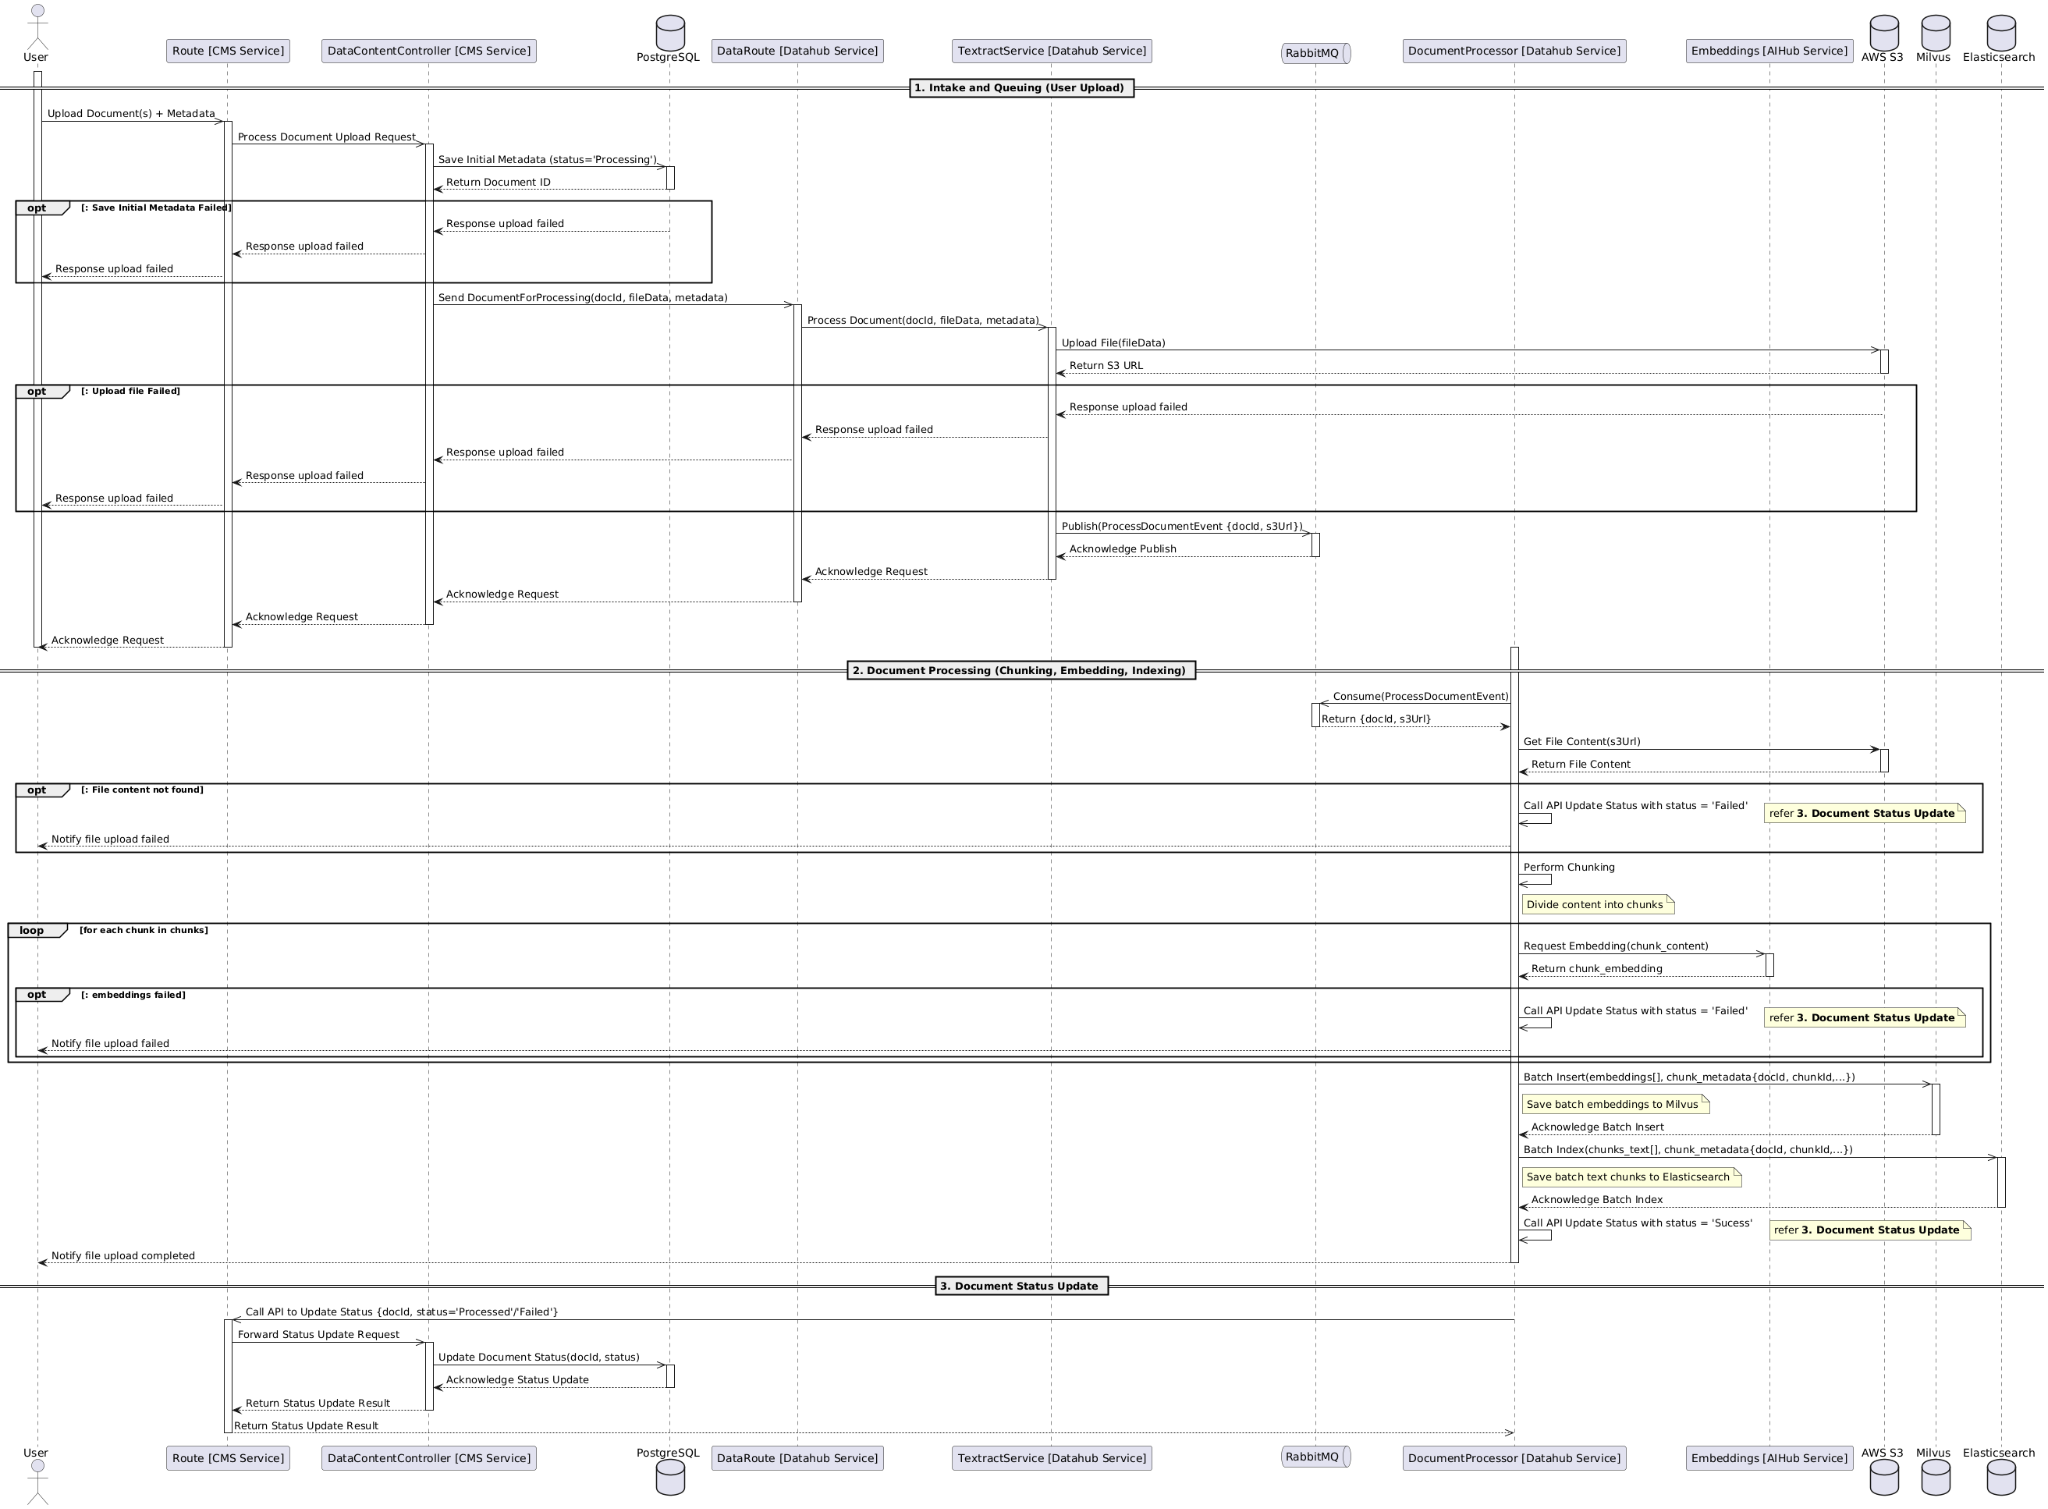 User
Route [CMS Service]
DataContentController [CMS Service]
PostgreSQL
DataRoute [Datahub Service]
TextractService [Datahub Service]
RabbitMQ
DocumentProcessor [Datahub Service]
Embeddings [AIHub Service]
AWS S3
Milvus
Elasticsearch
1. Intake and Queuing (User Upload)
Upload Document(s) + Metadata
Process Document Upload Request
Save Initial Metadata (status='Processing')
Return Document ID
opt [: Save Initial Metadata Failed]
Response upload failed
Response upload failed
Response upload failed
Send DocumentForProcessing(docId, fileData, metadata)
Process Document(docId, fileData, metadata)
Upload File(fileData)
Return S3 URL
opt [: Upload file Failed]
Response upload failed
Response upload failed
Response upload failed
Response upload failed
Response upload failed
Publish(ProcessDocumentEvent {docId, s3Url})
Acknowledge Publish
Acknowledge Request
Acknowledge Request
Acknowledge Request
Acknowledge Request
2. Document Processing (Chunking, Embedding, Indexing)
Consume(ProcessDocumentEvent)
Return {docId, s3Url}
Get File Content(s3Url)
Return File Content
opt [: File content not found]
Call API Update Status with status = 'Failed'
refer 3. Document Status Update
Notify file upload failed
Perform Chunking
Divide content into chunks
loop [for each chunk in chunks]
Request Embedding(chunk_content)
Return chunk_embedding
opt [: embeddings failed]
Call API Update Status with status = 'Failed'
refer 3. Document Status Update
Notify file upload failed
Batch Insert(embeddings[], chunk_metadata{docId, chunkId,...})
Save batch embeddings to Milvus
Acknowledge Batch Insert
Batch Index(chunks_text[], chunk_metadata{docId, chunkId,...})
Save batch text chunks to Elasticsearch
Acknowledge Batch Index
Call API Update Status with status = 'Sucess'
refer 3. Document Status Update
Notify file upload completed
3. Document Status Update
Call API to Update Status {docId, status='Processed'/'Failed'}
Forward Status Update Request
Update Document Status(docId, status)
Acknowledge Status Update
Return Status Update Result
Return Status Update Result
User
Route [CMS Service]
DataContentController [CMS Service]
PostgreSQL
DataRoute [Datahub Service]
TextractService [Datahub Service]
RabbitMQ
DocumentProcessor [Datahub Service]
Embeddings [AIHub Service]
AWS S3
Milvus
Elasticsearch